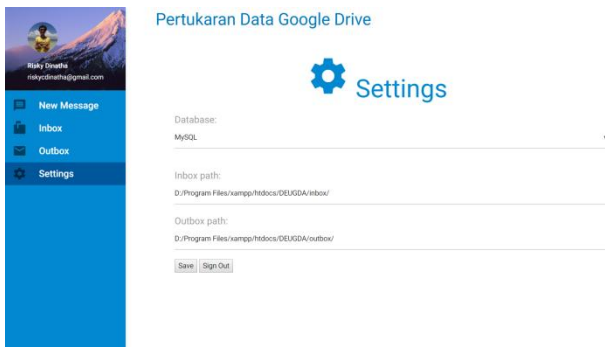 Pertukaran Data Google Drive
Risky Dinatha
riskycdinatha@gmail.com
New Message
Inbox
Outbox
Settings
Settings
Database:
MySQL
Inbox path:
D:/Program Files/xampp/htdocs/DEUGDA/inbox/
Outbox path:
D:/Program Files/xampp/htdocs/DEUGDA/outbox/
Save Sign Out